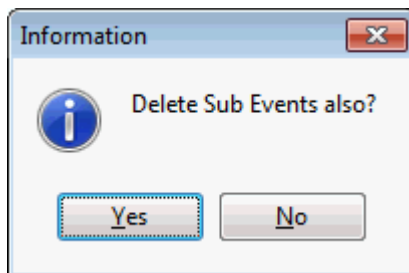 Information
Delete Sub Events also?
Yes No